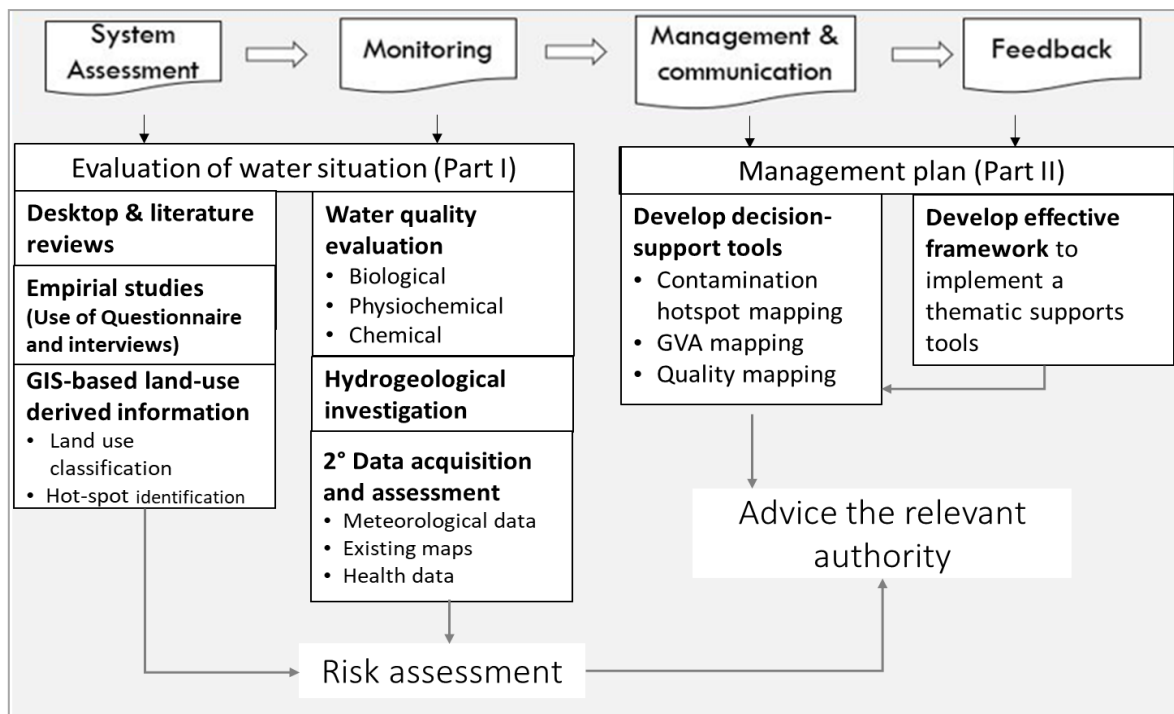 System
Assessment
Monitoring
Management &
communication
Feedback
Evaluation of water situation (Part I)
Desktop & literature
reviews
Empirial studies
(Use of Questionnaire
and interviews)
GIS-based land-use
derived information
• Land use
classification
• Hot-spot identification
Water quality
evaluation
• Biological
• Physiochemical
• Chemical
Hydrogeological
investigation
2° Data acquisition
and assessment
• Meteorological data
• Existing maps
• Health data
Management plan (Part II)
Develop decision-
support tools
• Contamination
hotspot mapping
• GVA mapping
• Quality mapping
Develop effective
framework to
implement a
thematic supports
tools
Advice the relevant
authority
Risk assessment